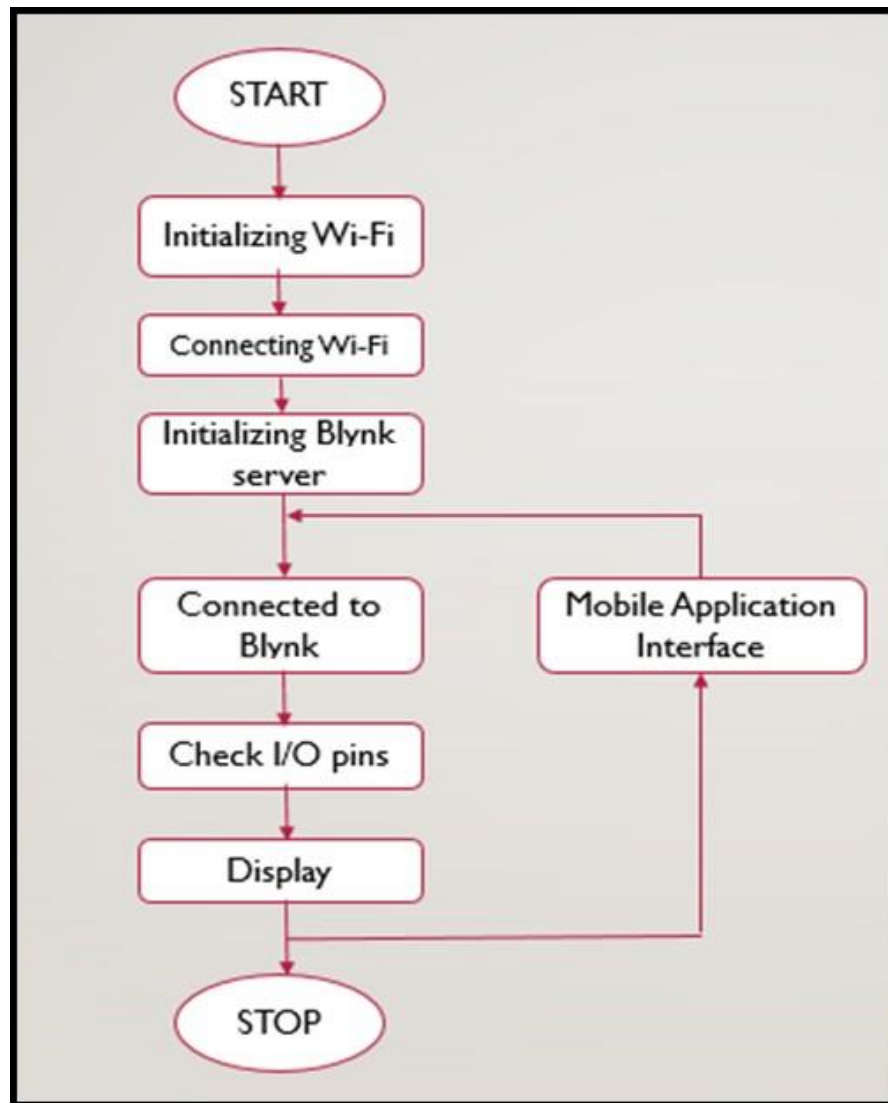 START
Initializing Wi-Fi
Connecting Wi-Fi
Initializing Blynk
server
Connected to
Blynk
Mobile Application
Interface
Check I/O pins
Display
STOP